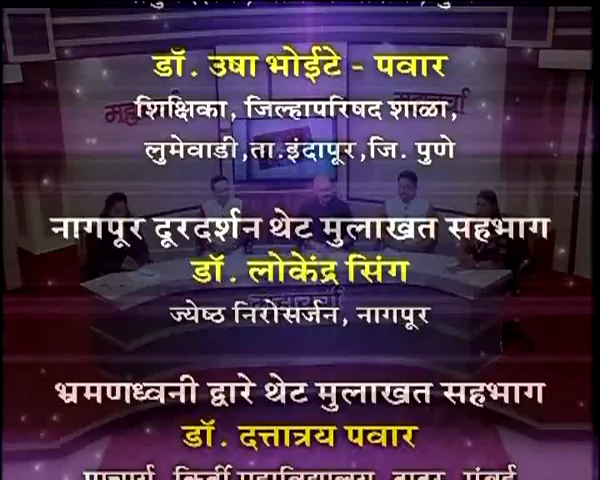 डॉ. उषा भोईटे - पवार
शिक्षिका, जिल्हापरिषद शाळा,
लुमेवाडी,ता.इंदापूर,जि. पुणे
नागपूर दूरदर्शन थेट मुलाखत सहभाग
डॉ. लोकेंद्र सिंग
ज्येष्ठ निरोसर्जन, नागपूर
भ्रमणध्वनी द्वारे थेट मुलाखत सहभाग
डॉ. दत्तात्रय पवार